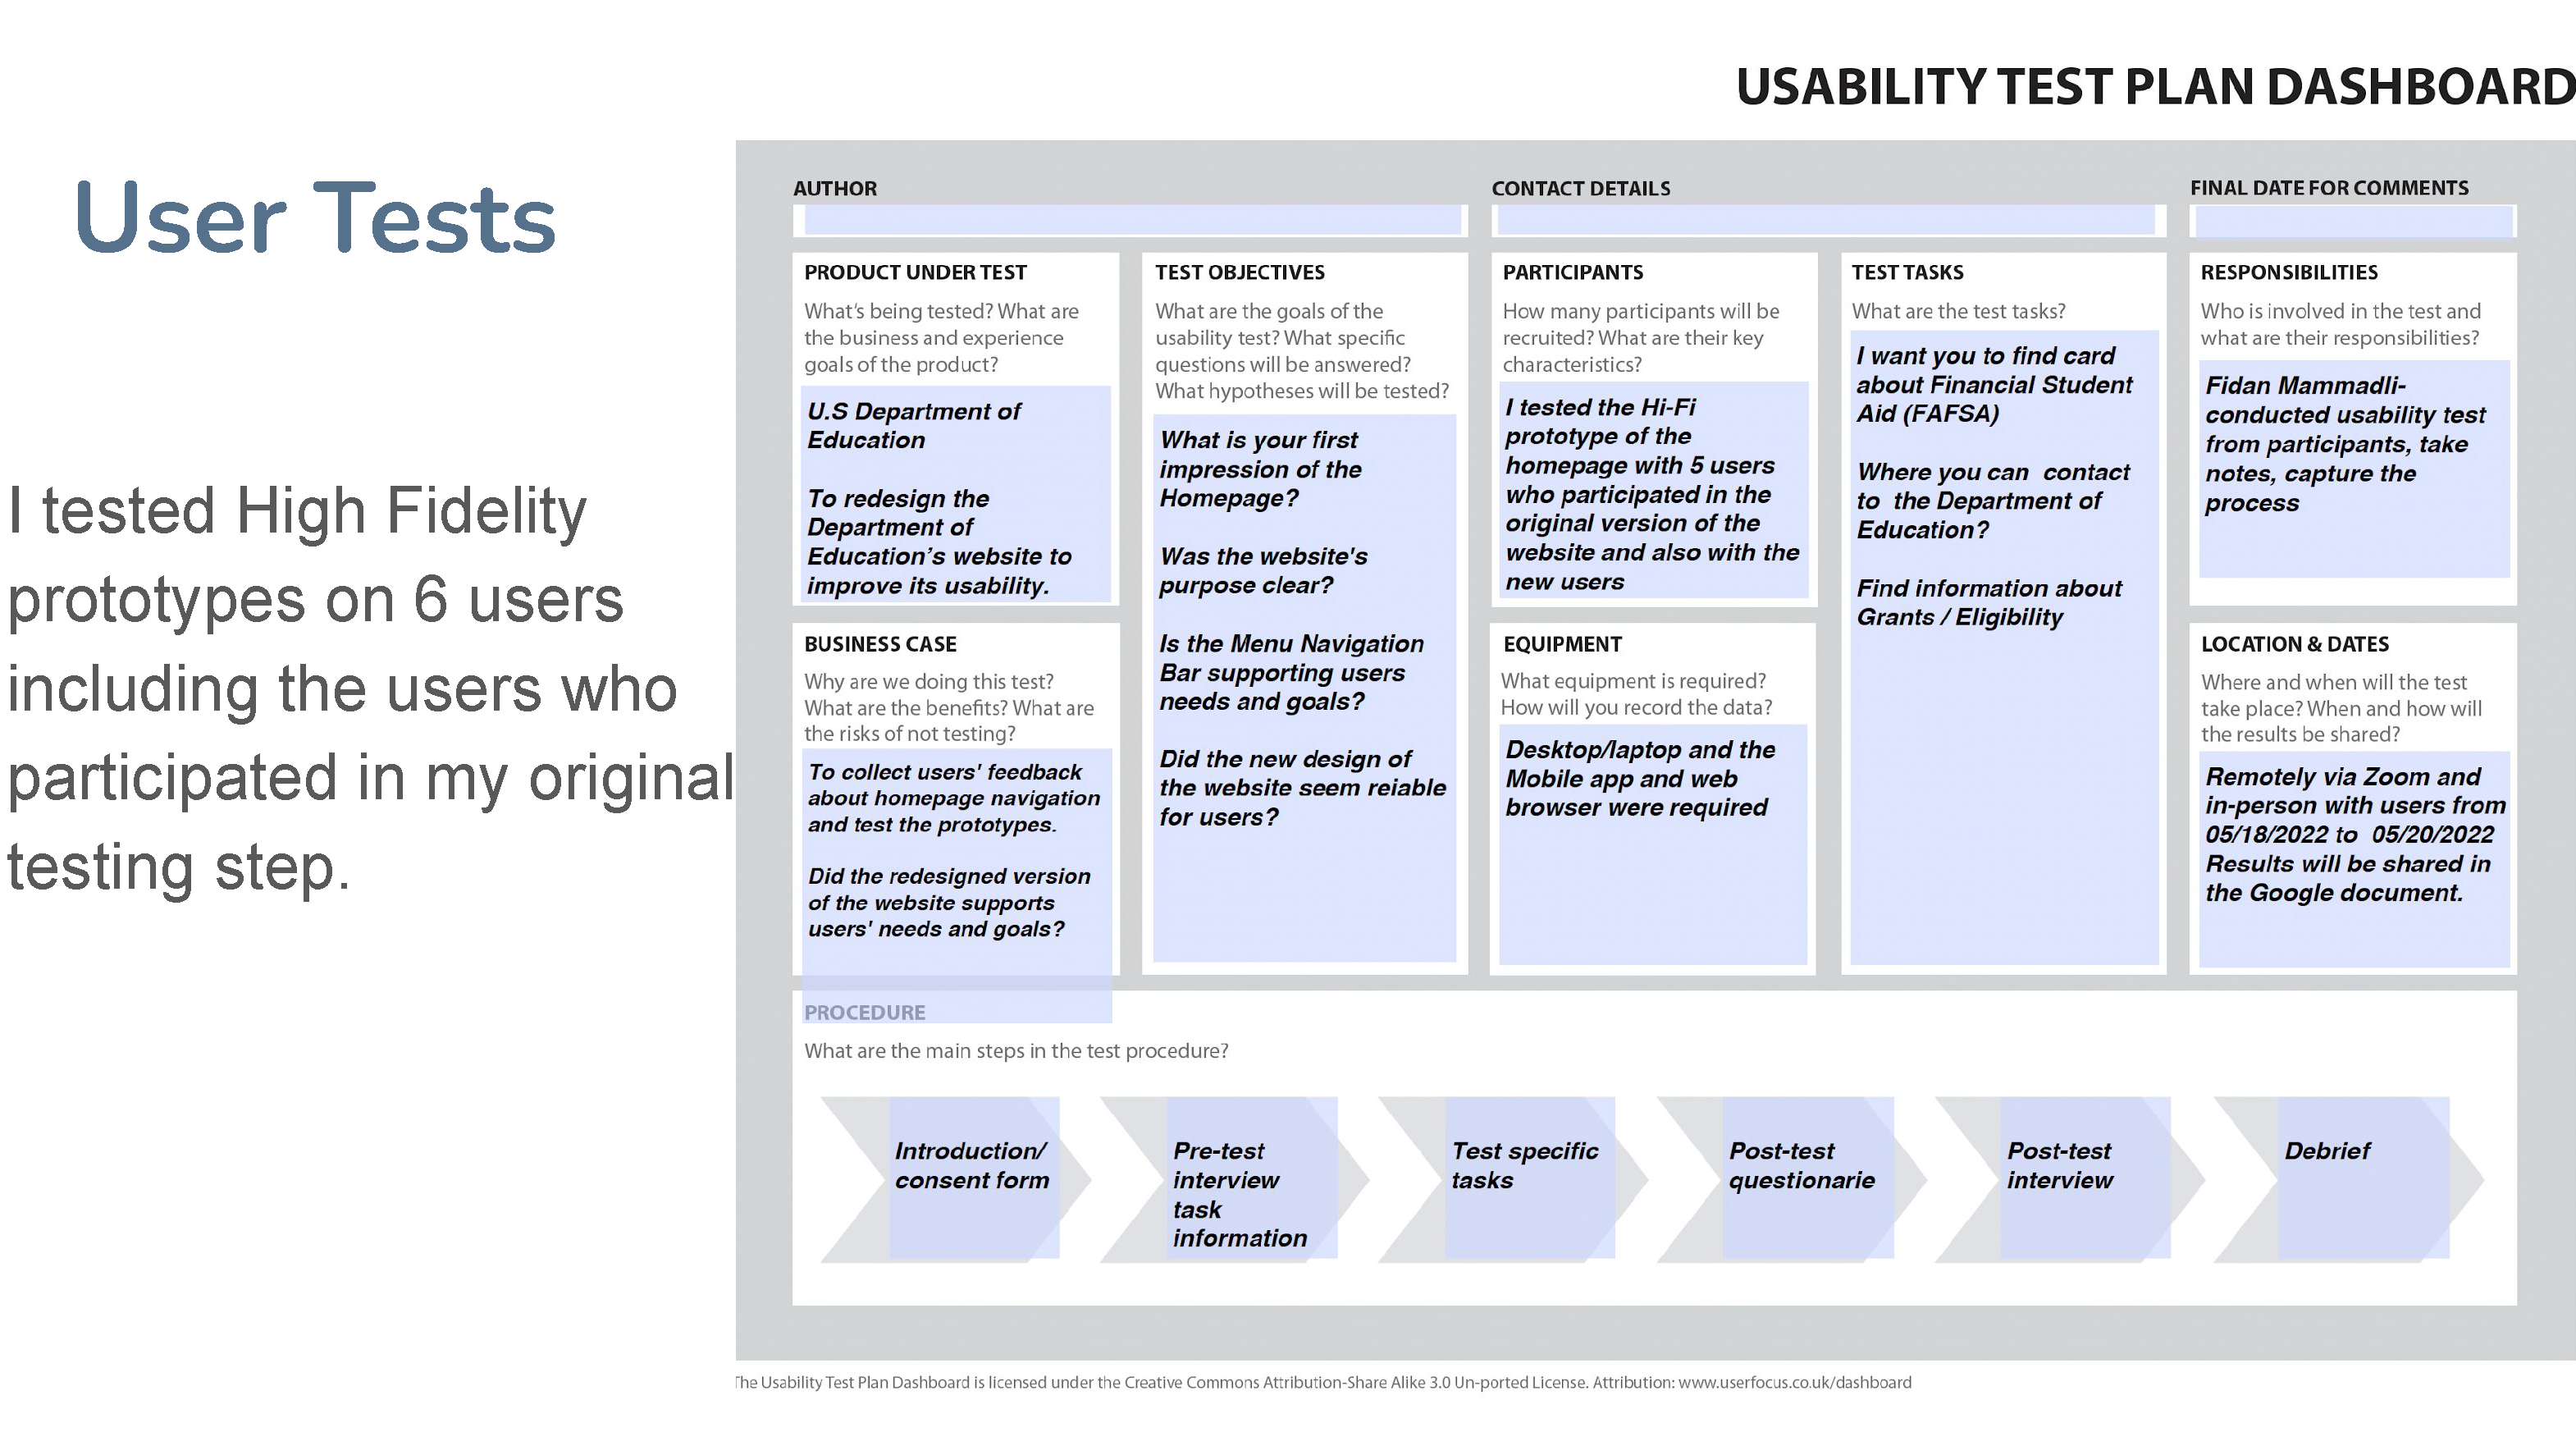 USABILITY TEST PLAN DASHBOARD
User Tests
I tested High Fidelity
prototypes on 6 users
including the users who
participated in my original
testing step.
AUTHOR
CONTACT DETAILS
FINAL DATE FOR COMMENTS
PRODUCT UNDER TEST
What's being tested? What are
the business and experience
goals of the product?
U.S Department of
Education
To redesign the
Department of
Education's website to
improve its usability.
BUSINESS CASE
Why are we doing this test?
What are the benefits? What are
the risks of not testing?
To collect users' feedback
about homepage navigation
and test the prototypes.
Did the redesigned version
of the website supports
users' needs and goals?
TEST OBJECTIVES
What are the goals of the
usability test? What specific
questions will be answered?
What hypotheses will be tested?
What is your first
impression of the
Homepage?
Was the website's
purpose clear?
Is the Menu Navigation
Bar supporting users
needs and goals?
Did the new design of
the website seem reiable
for users?
PARTICIPANTS
How many participants will be
recruited? What are their key
characteristics?
I tested the Hi-Fi
prototype of the
homepage with 5 users
who participated in the
original version of the
website and also with the
new users
EQUIPMENT
What equipment is required?
How will you record the data?
Desktop/laptop and the
Mobile app and web
browser were required
TEST TASKS
What are the test tasks?
I want you to find card
about Financial Student
Aid (FAFSA)
Where you can  contact
to  the Department of
Education?
Find information about
Grants / Eligibility
RESPONSIBILITIES
Who is involved in the test and
what are their responsibilities?
Fidan Mammadli-
conducted usability test
from participants, take
notes, capture the
process
LOCATION & DATES
Where and when will the test
take place? When and how will
the results be shared?
Remotely via Zoom and
in-person with users from
05/18/2022 to  05/20/2022
Results will be shared in
the Google document.
PROCEDURE
What are the main steps in the test procedure?
Introduction/
consent form
Pre-test
interview
task
information
Test specific
tasks
Post-test
questionarie
Post-test
interview
Debrief
The Usability Test Plan Dashboard is licensed under the Creative Commons Attribution-Share Alike 3.0 Un-ported License. Attribution: www.userfocus.co.uk/dashboard